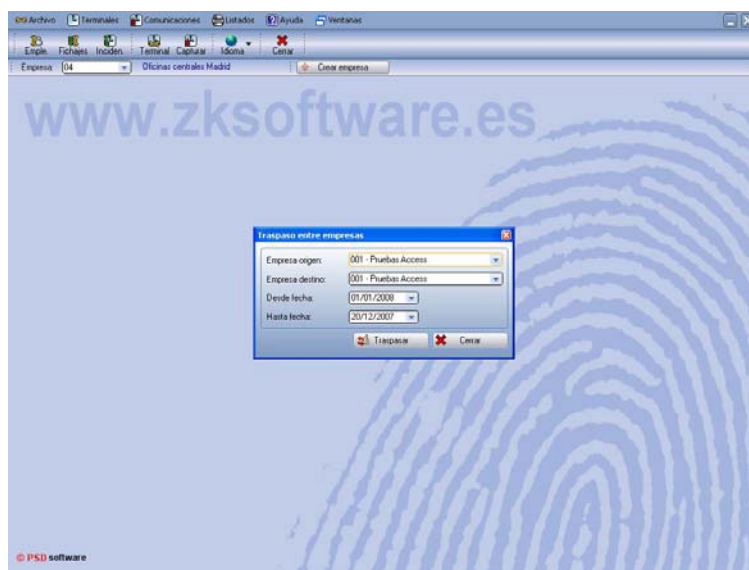 Archivo Terminales Comunicaciones Listados Ayuda Ventanas
Emple. Fichajes Inciden. Terminal Capturar Idioma Cerrar
Empresa: 04 Oficinas centrales Madrid Crear empresa
www.zksoftware.es
Traspaso entre empresas
Empresa origen: 001 - Pruebas Access
Empresa destino: 001 - Pruebas Access
Desde fecha: 01/01/2008
Hasta fecha: 20/12/2007
Traspasar Cerrar
© PSD software